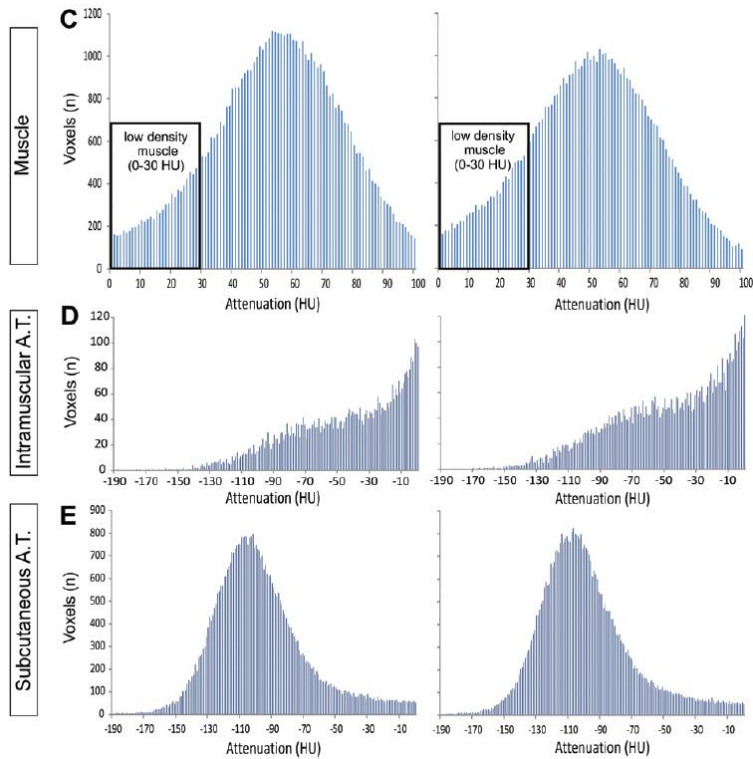 C
Muscle
Voxels (n)
1200
1000
800
600
400
200
0
low density
muscle
(0-30 HU)
low density
muscle
(0-30 HU)
0 10 20 30 40 50 60 70 80 90 100
0 10 20 30 40 50 60 70 80 90 100
Attenuation (HU)
Attenuation (HU)
D
Intramuscular A.T.
Voxels (n)
120
100
80
60
40
20
0
-190 -170 -150 -130 -110 -90 -70 -50 -30 -10
-190 -170 -150 -130 -110 -90 -70 -50 -30 -10
Attenuation (HU)
Attenuation (HU)
E
Subcutaneous A.T.
Voxels (n)
900
800
700
600
500
400
300
200
100
0
-190 -170 -150 -130 -110 -90 -70 -50 -30 -10
-190 -170 -150 -130 -110 -90 -70 -50 -30 -10
Attenuation (HU)
Attenuation (HU)